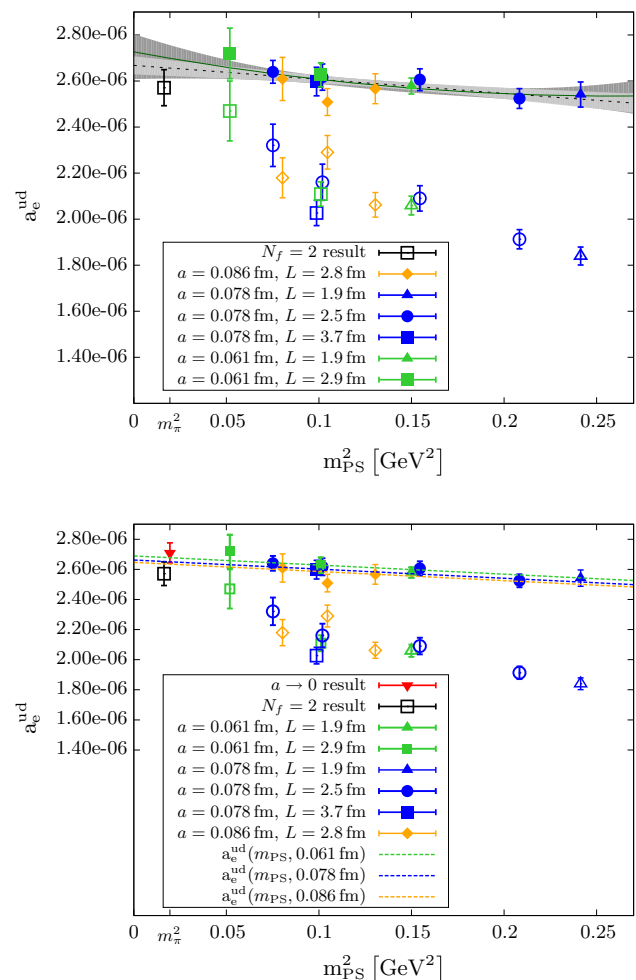 2.80e-06
2.60e-06
2.40e-06
2.20e-06
2.00e-06
1.80e-06
1.60e-06
1.40e-06
a_e^ud
N_f = 2 result
a = 0.086 fm, L = 2.8 fm
a = 0.078 fm, L = 1.9 fm
a = 0.078 fm, L = 2.5 fm
a = 0.078 fm, L = 3.7 fm
a = 0.061 fm, L = 1.9 fm
a = 0.061 fm, L = 2.9 fm
0 m_π^2 0.05 0.1 0.15 0.2 0.25
m_PS^2 [GeV^2]
2.80e-06
2.60e-06
2.40e-06
2.20e-06
2.00e-06
1.80e-06
1.60e-06
1.40e-06
a_e^ud
a → 0 result
N_f = 2 result
a = 0.061 fm, L = 1.9 fm
a = 0.061 fm, L = 2.9 fm
a = 0.078 fm, L = 1.9 fm
a = 0.078 fm, L = 2.5 fm
a = 0.078 fm, L = 3.7 fm
a = 0.086 fm, L = 2.8 fm
a_e^ud(m_PS, 0.061 fm)
a_e^ud(m_PS, 0.078 fm)
a_e^ud(m_PS, 0.086 fm)
0 m_π^2 0.05 0.1 0.15 0.2 0.25
m_PS^2 [GeV^2]